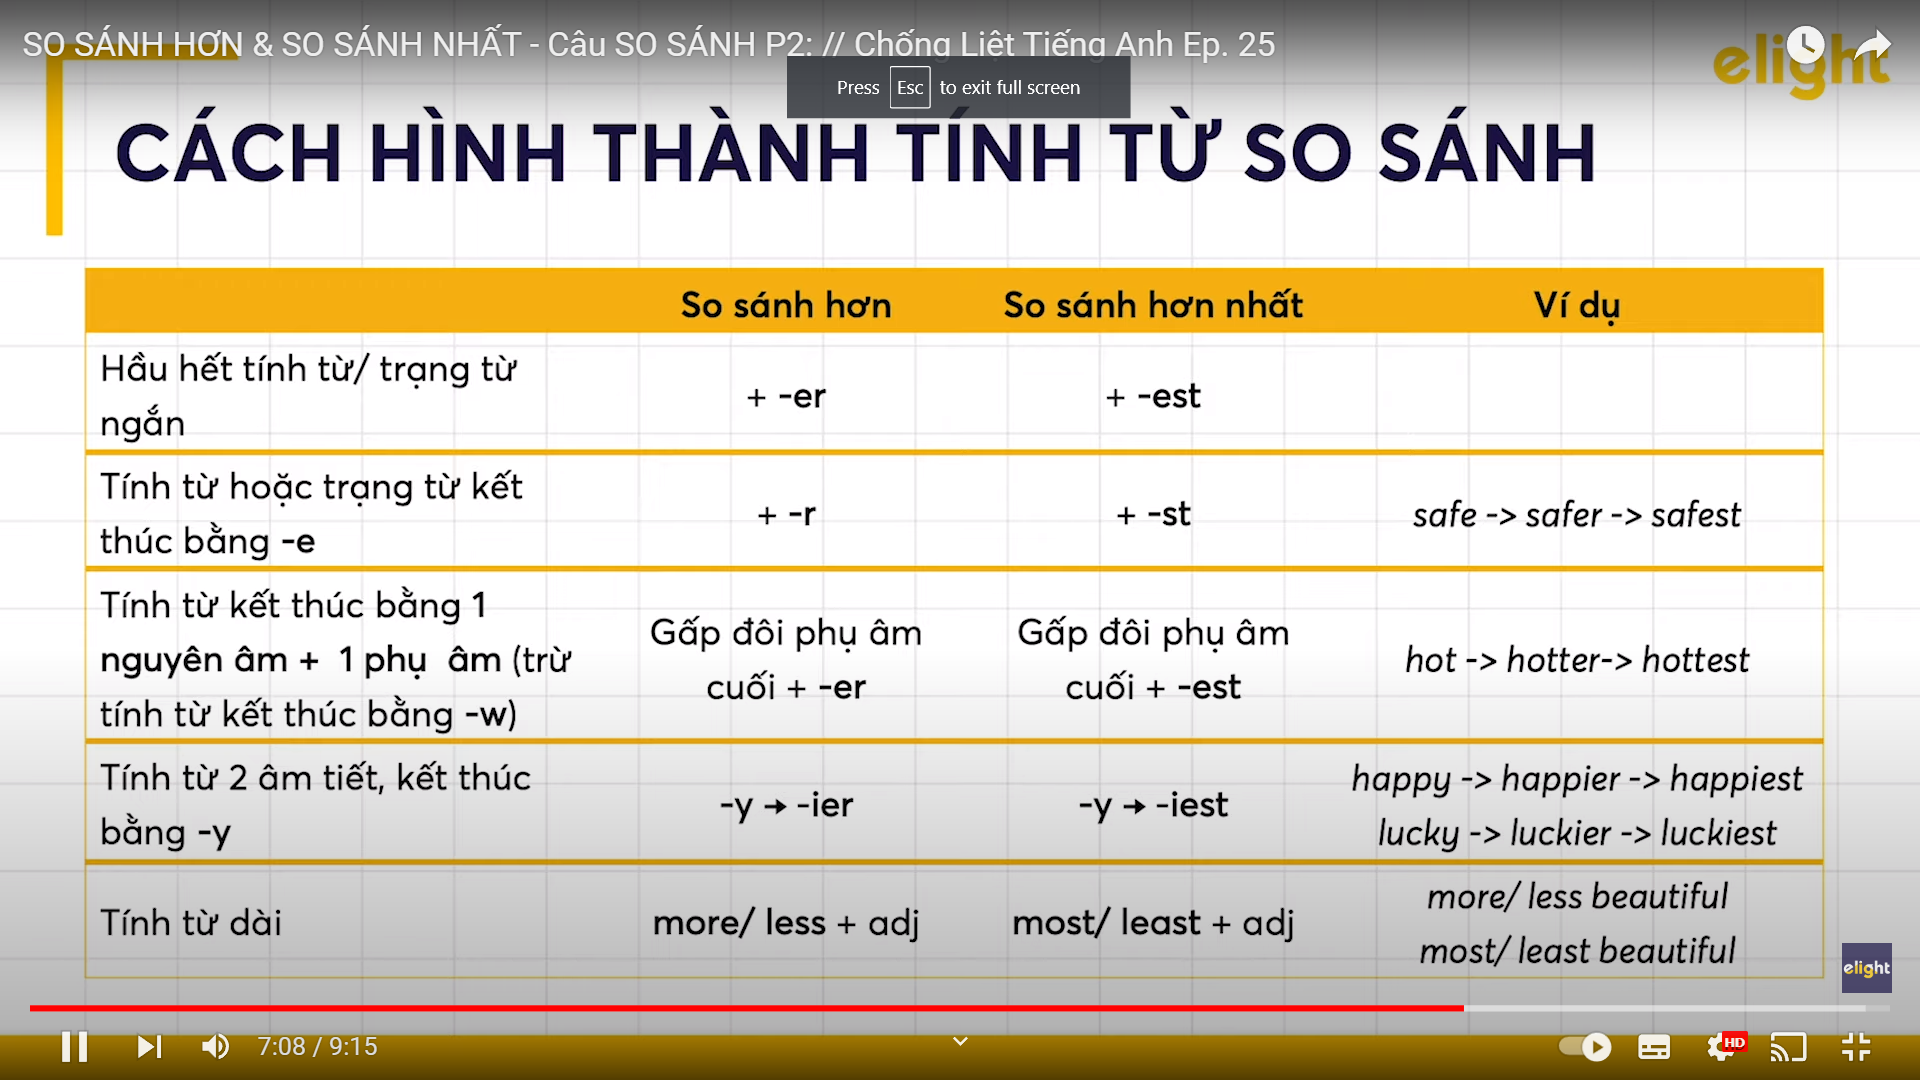 SO SÁNH HƠN & SO SÁNH NHẤT - Câu SO SÁNH P2: // Chống Liệt Tiếng Anh Ep. 25
elight
Press Esc to exit full screen
CÁCH HÌNH THÀNH TÍNH TỪ SO SÁNH
So sánh hơn So sánh hơn nhất Ví dụ
Hầu hết tính từ/ trạng từ
ngắn
+ -er + -est
Tính từ hoặc trạng từ kết
thúc bằng -e
+ -r + -st safe -> safer -> safest
Tính từ kết thúc bằng 1
nguyên âm + 1 phụ âm (trừ
tính từ kết thúc bằng -w)
Gấp đôi phụ âm
cuối + -er
Gấp đôi phụ âm
cuối + -est
hot -> hotter-> hottest
Tính từ 2 âm tiết, kết thúc
bằng -y
-y → -ier -y → -iest
happy -> happier -> happiest
lucky -> luckier -> luckiest
Tính từ dài more/ less + adj most/ least + adj
more/ less beautiful
most/ least beautiful
elight
7:08 / 9:15
HD